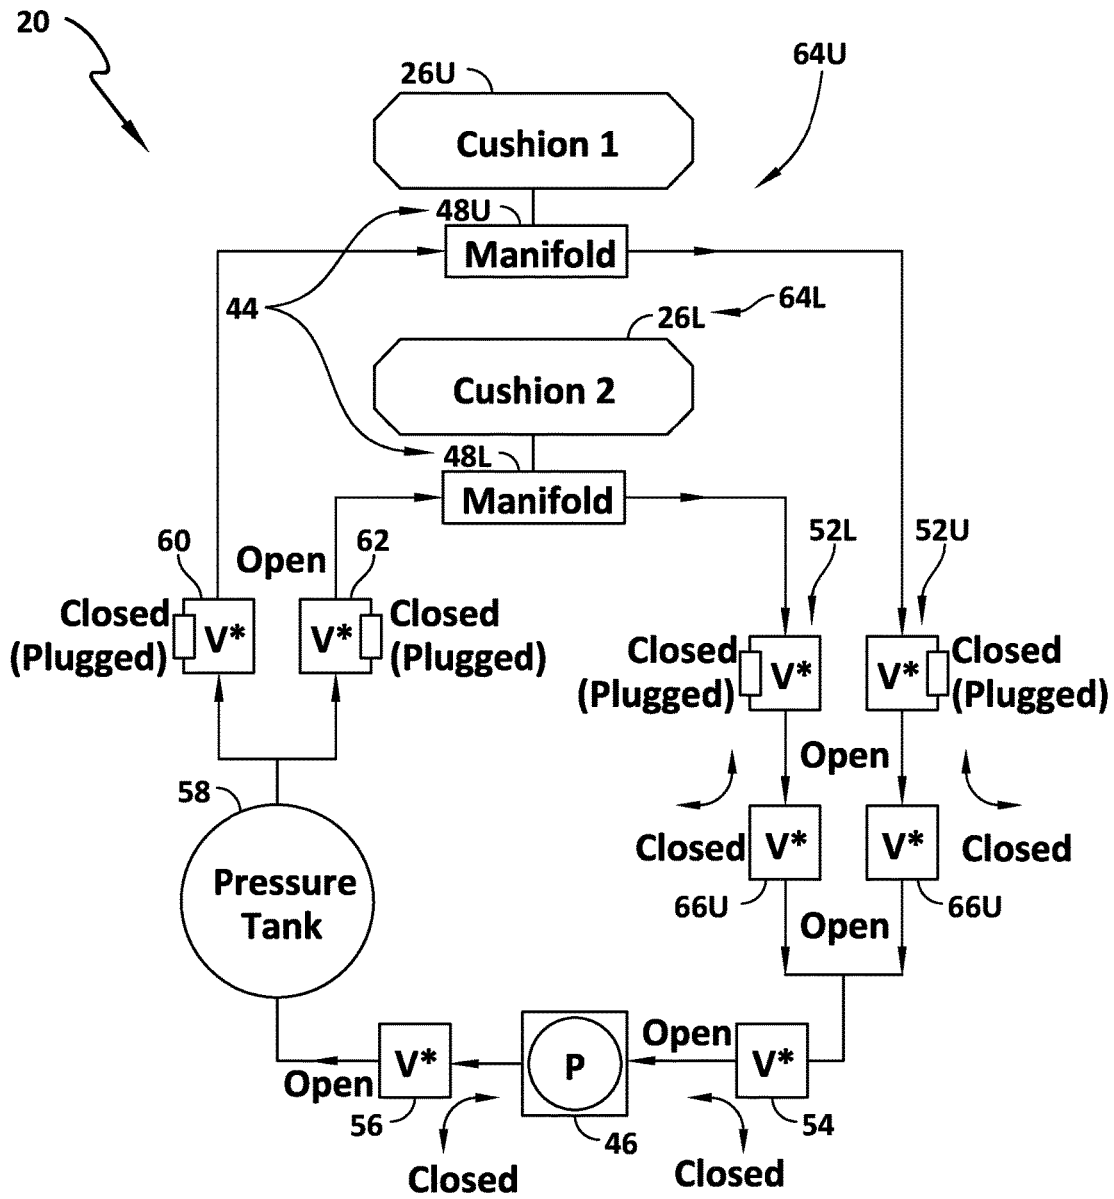 20
26U
64U
Cushion 1
48U
Manifold
44
64L
26L
Cushion 2
48L
Manifold
60
Open
62
52L
52U
Closed
(Plugged)
V*
V*
Closed
(Plugged)
Closed
(Plugged)
V*
V*
Closed
(Plugged)
Open
58
Closed
V*
V*
Closed
Pressure
Tank
66U
66U
Open
Open
V*
P
V*
Open
56
46
54
Closed
Closed